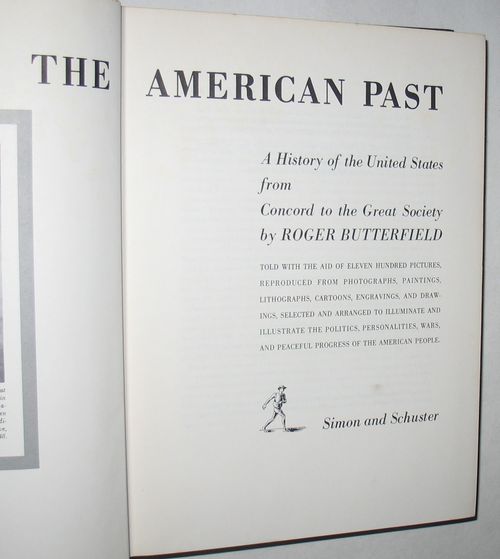 THE AMERICAN PAST
A History of the United States
from
Concord to the Great Society
by ROGER BUTTERFIELD
TOLD WITH THE AID OF ELEVEN HUNDRED PICTURES,
REPRODUCED FROM PHOTOGRAPHS, PAINTINGS,
LITHOGRAPHS, CARTOONS, ENGRAVINGS, AND DRAW-
INGS, SELECTED AND ARRANGED TO ILLUMINATE AND
ILLUSTRATE THE POLITICS, PERSONALITIES, WARS,
AND PEACEFUL PROGRESS OF THE AMERICAN PEOPLE.
Simon and Schuster